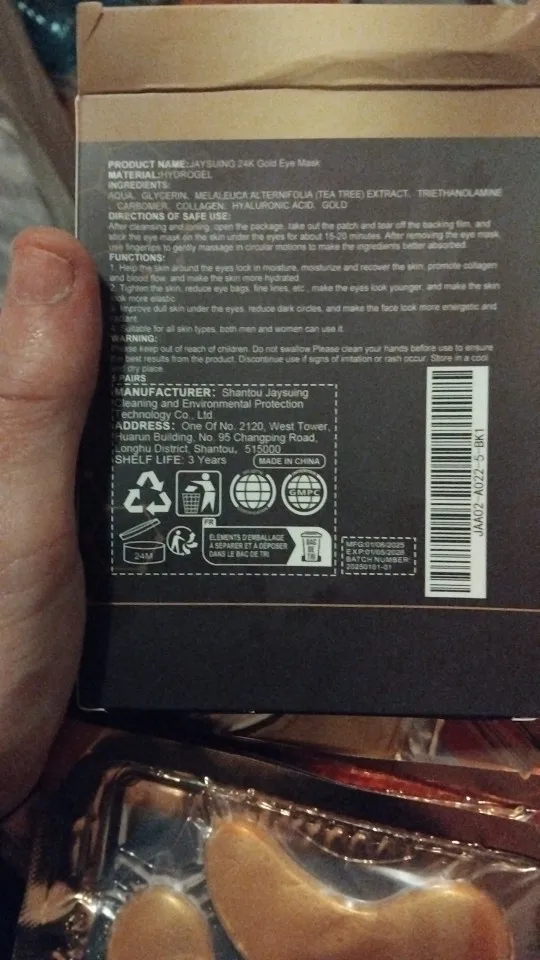 PRODUCT NAME:JAYSUING 24K Gold Eye Mask
MATERIAL:HYDROGEL
INGREDIENTS:
AQUA, GLYCERIN, MELALEUCA ALTERNIFOLIA (TEA TREE) EXTRACT, TRIETHANOLAMINE
CARBOMER, COLLAGEN, HYALURONIC ACID, GOLD
DIRECTIONS OF SAFE USE:
After cleansing and toning, open the package, take out the patch and tear off the backing film, and
stick the eye mask on the skin under the eyes for about 15-20 minutes. After removing the eye mask
use fingertips to gently massage in circular motions to make the ingredients better absorbed.
FUNCTIONS:
1. Help the skin around the eyes lock in moisture, moisturize and recover the skin, promote collagen
and blood flow, and make the skin more hydrated
2. Tighten the skin, reduce eye bags, fine lines, etc., make the eyes look younger, and make the skin
look more elastic
Improve dull skin under the eyes, reduce dark circles, and make the face look more energetic and
radiant
Suitable for all skin types, both men and women can use it.
WARNING:
Please keep out of reach of children. Do not swallow Please clean your hands before use to ensure
the best results from the product. Discontinue use if signs of irritation or rash occur. Store in a cool
and dry place.
PAIRS
MANUFACTURER: Shantou Jaysuing
Cleaning and Environmental Protection
Technology Co., Ltd
ADDRESS: One Of No. 2120, West Tower,
Huarun Building, No. 95 Changping Road,
Longhu District, Shantou, 515000
SHELF LIFE: 3 Years
MADE IN CHINA
GMPC
24M
FR
ÉLÉMENTS D'EMBALLAGE
À SÉPARER ET À DÉPOSER
DANS LE BAC DE TRI
BAC
DE
TRI
MFG:01/06/2025
EXP:01/05/2028
BATCH NUMBER:
20250101-01
JAA02-A022-5-BK1